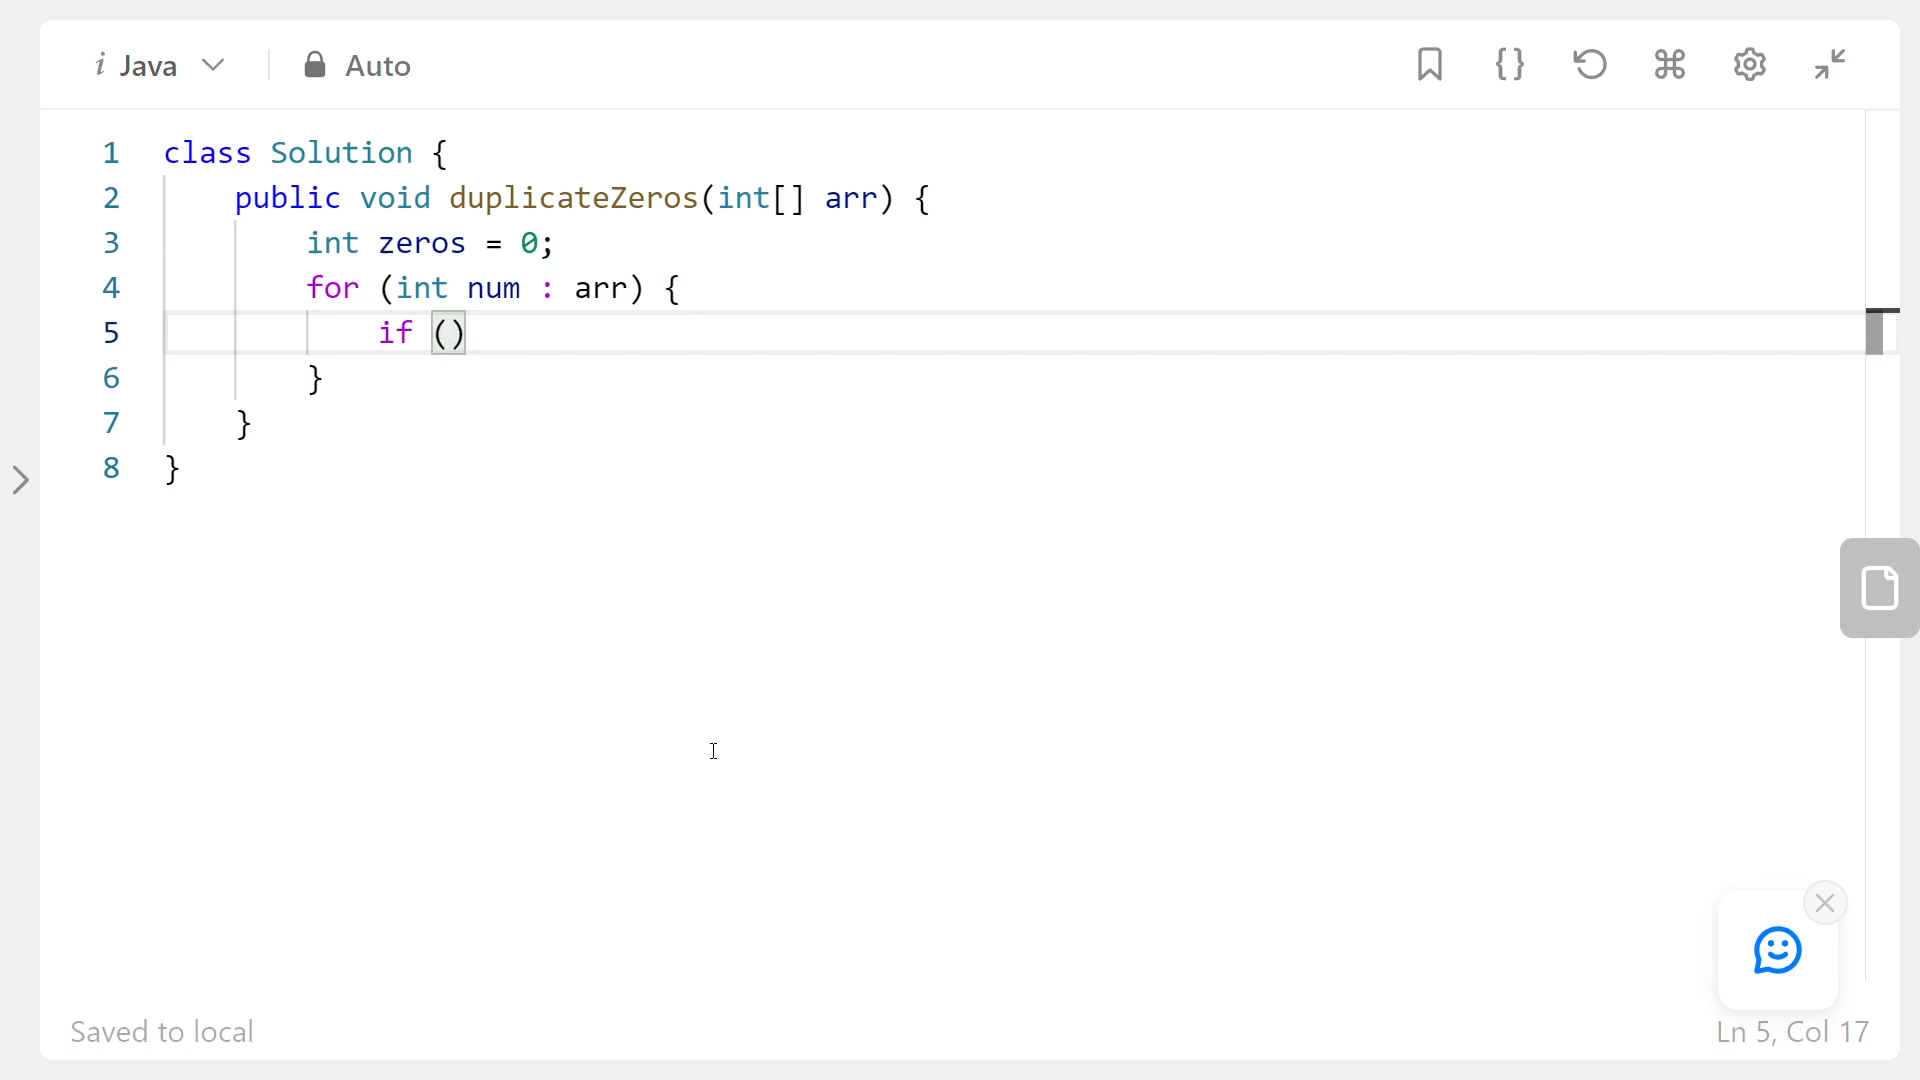 i Java Auto
1 class Solution {
2 public void duplicateZeros(int[] arr) {
3 int zeros = 0;
4 for (int num : arr) {
5 if ()
6 }
7 }
8 }
Saved to local
Ln 5, Col 17